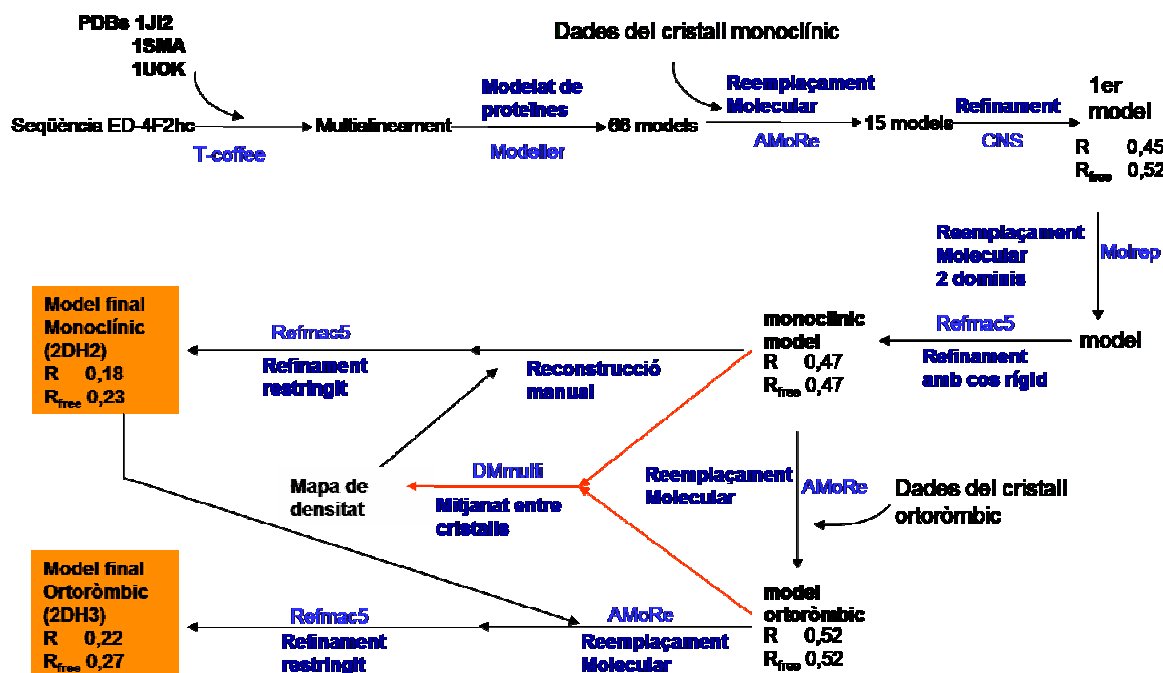 PDBs 1JI2
1SMA
1UOK
Dades del cristall monoclínic
Seqüència ED-4F2hc
T-coffee
Multialineament
Modelat de
proteïnes
Modeller
66 models
Reemplaçament
Molecular
AMoRe
15 models
Refinament
CNS
1er
model
R 0,45
Rfree 0,52
Reemplaçament
Molecular
2 dominis
Molrep
model
Refmac5
Refinament
amb cos rígid
monoclínic
model
R 0,47
Rfree 0,47
Reconstrucció
manual
Refmac5
Refinament
restringit
Model final
Monoclínic
(2DH2)
R 0,18
Rfree 0,23
Mapa de
densitat
DMmulti
Mitjanat entre
cristalls
Reemplaçament
Molecular
AMoRe
Dades del cristall
ortoròmbic
model
ortoròmbic
R 0,52
Rfree 0,52
AMoRe
Reemplaçament
Molecular
Refmac5
Refinament
restringit
Model final
Ortoròmbic
(2DH3)
R 0,22
Rfree 0,27